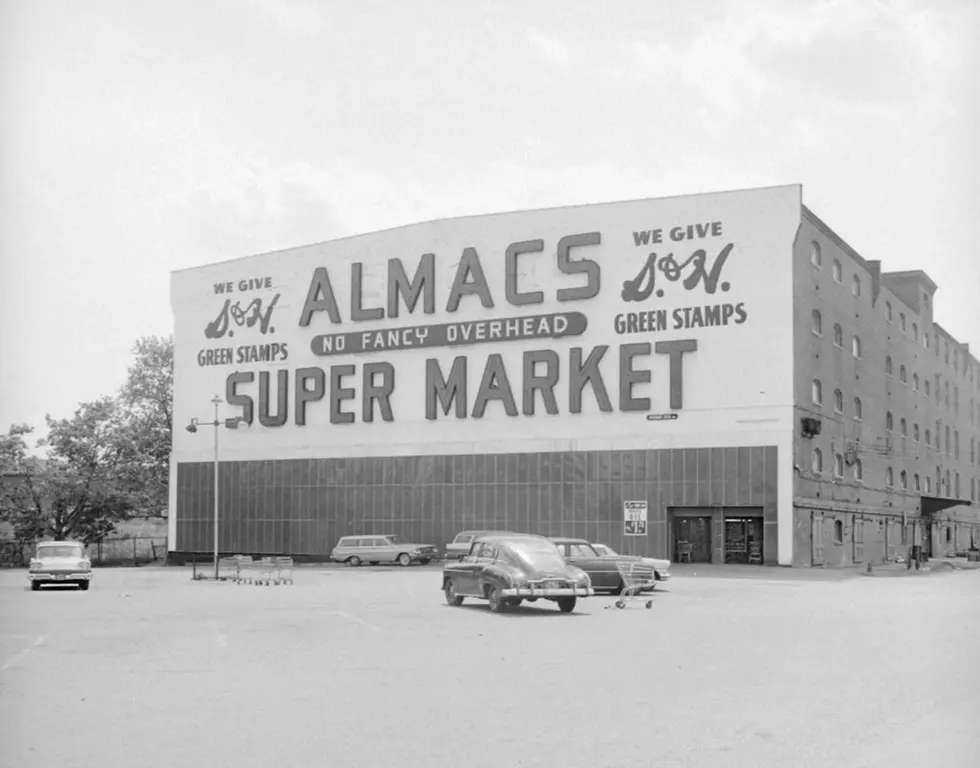 WE GIVE
S.&H.
GREEN STAMPS
ALMACS
NO FANCY OVERHEAD
SUPER MARKET
WE GIVE
S.&H.
GREEN STAMPS